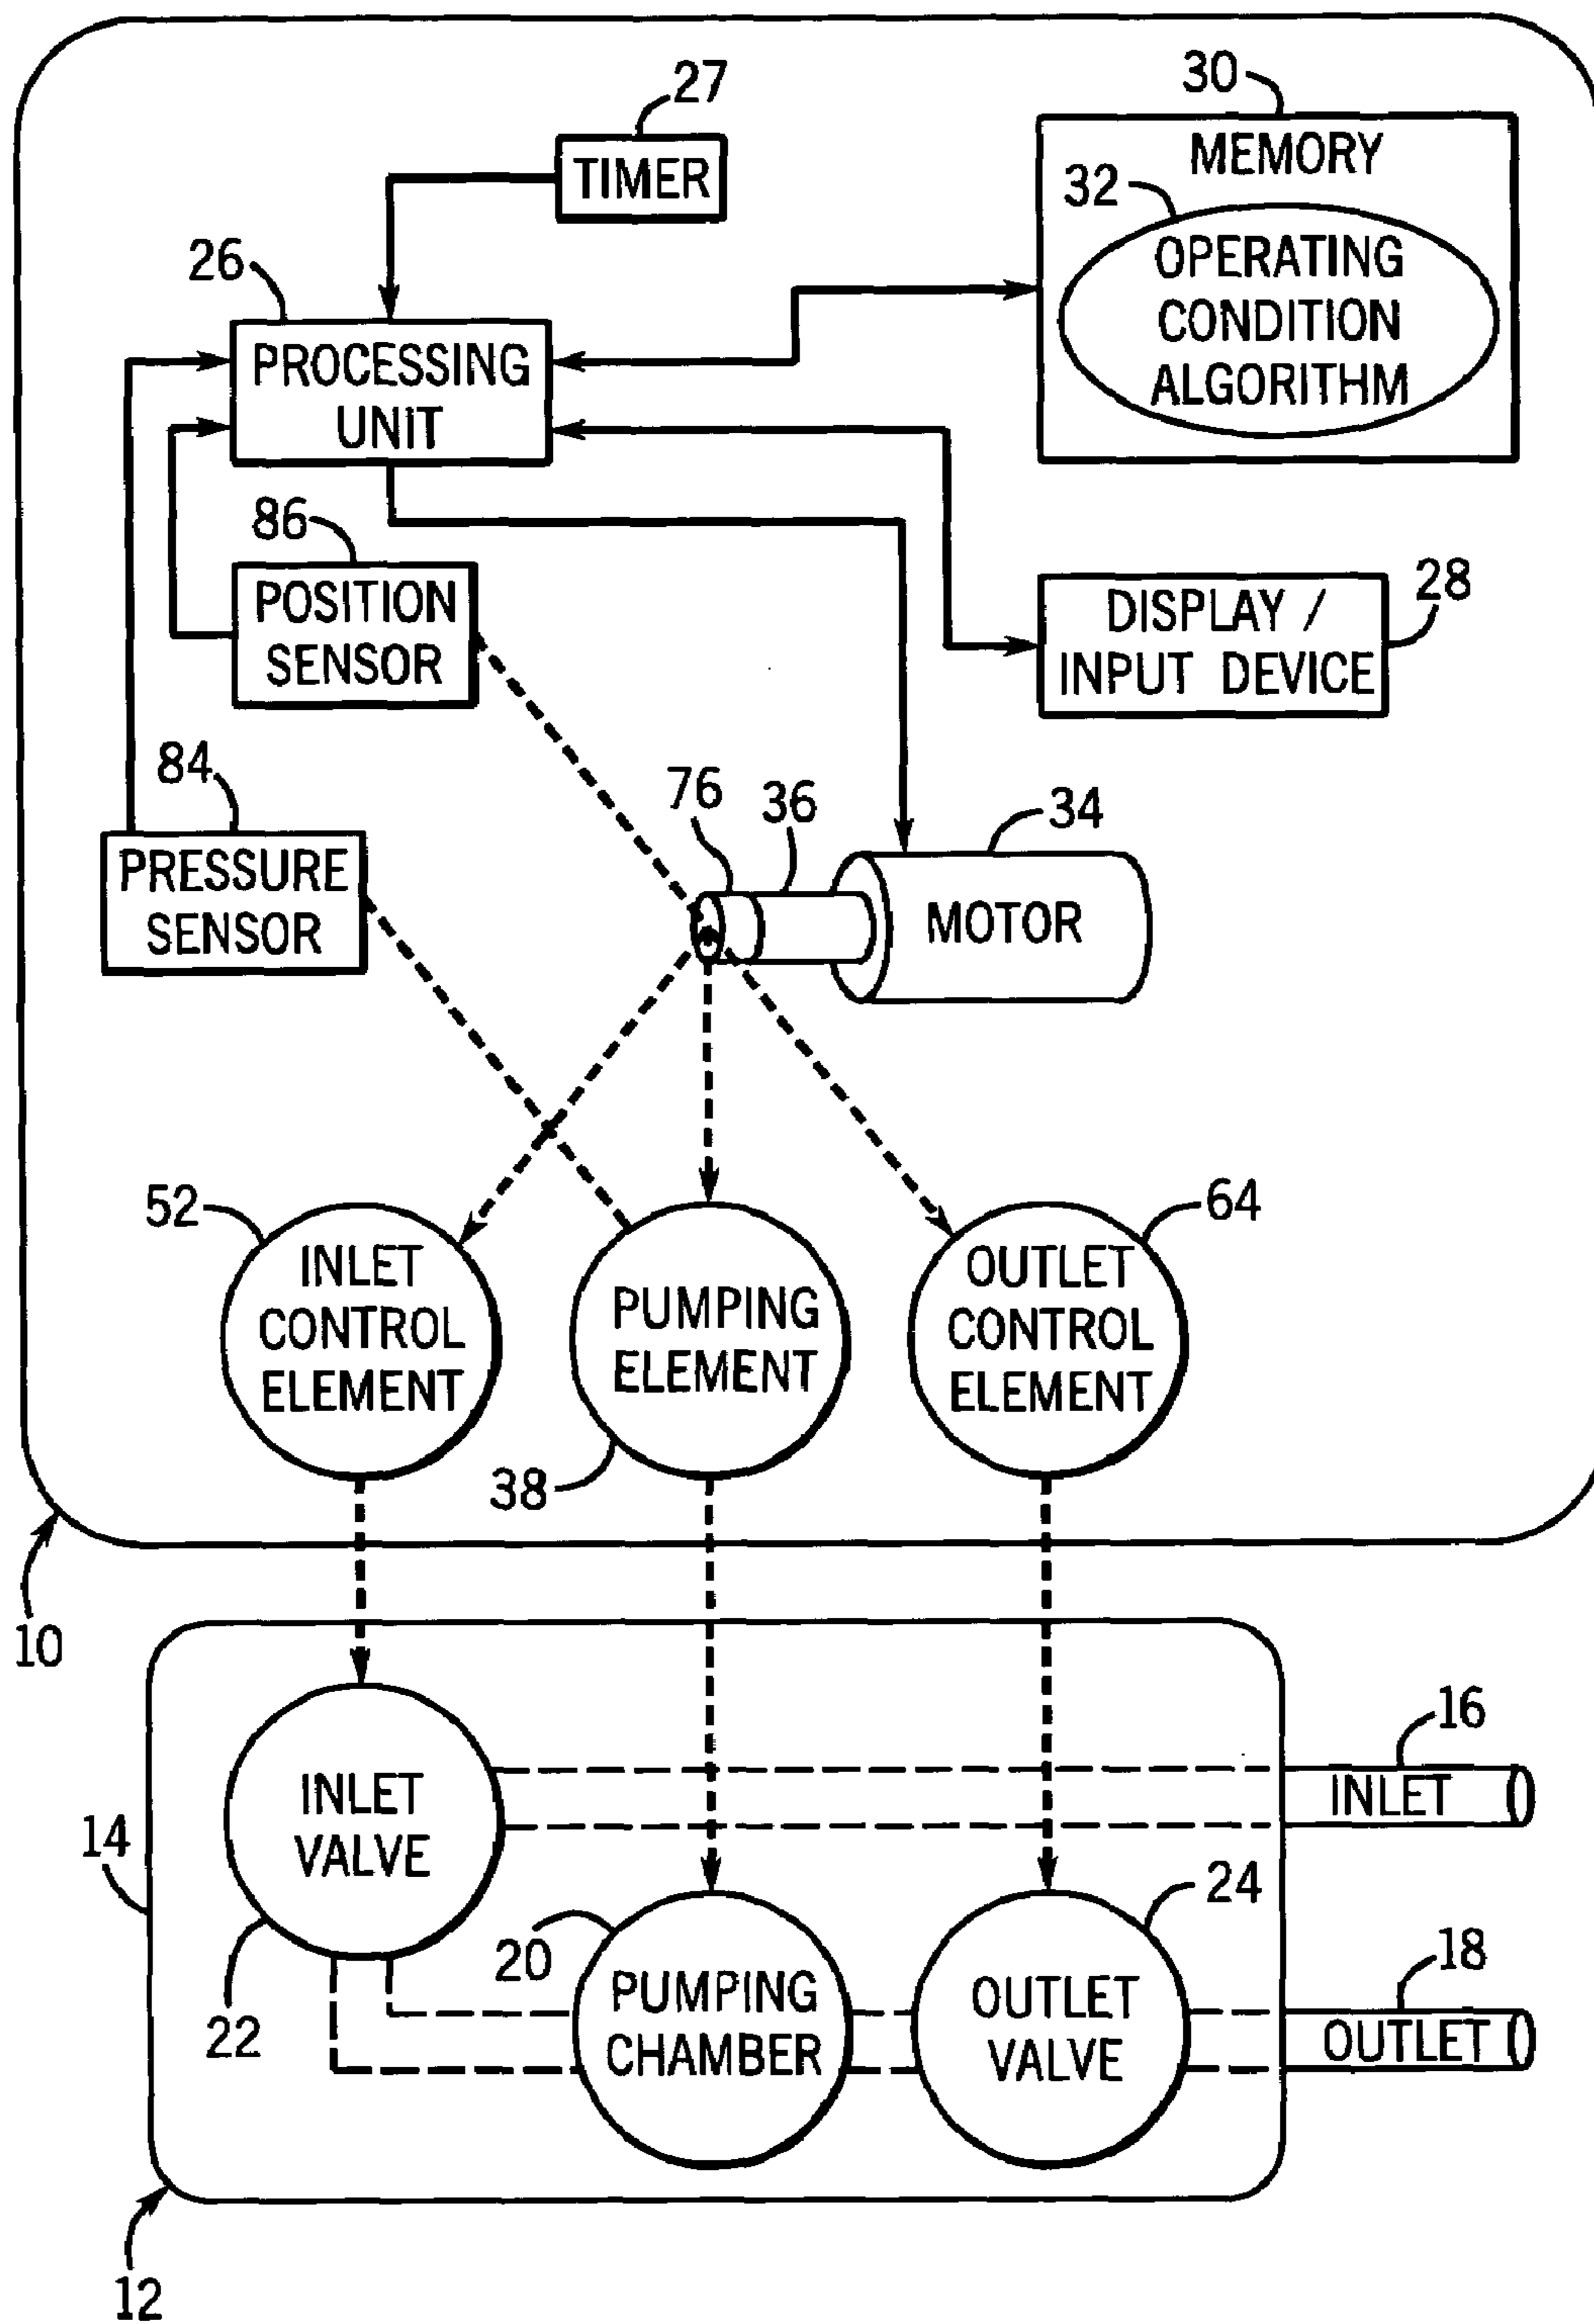 27
TIMER
30
MEMORY
32
OPERATING
CONDITION
ALGORITHM
26
PROCESSING
UNIT
86
POSITION
SENSOR
DISPLAY /
INPUT DEVICE
28
84
PRESSURE
SENSOR
76
36
34
MOTOR
52
INLET
CONTROL
ELEMENT
PUMPING
ELEMENT
38
64
OUTLET
CONTROL
ELEMENT
10
16
INLET
INLET
VALVE
14
22
20
PUMPING
CHAMBER
24
OUTLET
VALVE
18
OUTLET
12